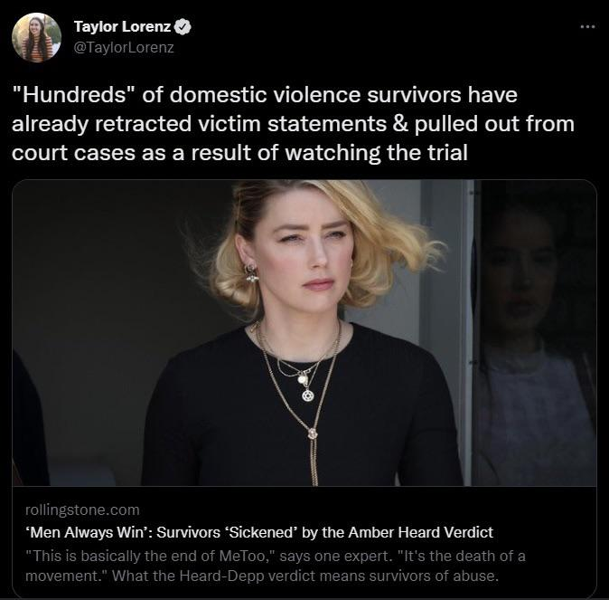 Taylor Lorenz
@TaylorLorenz
"Hundreds" of domestic violence survivors have
already retracted victim statements & pulled out from
court cases as a result of watching the trial
rollingstone.com
‘Men Always Win’: Survivors ‘Sickened’ by the Amber Heard Verdict
"This is basically the end of MeToo," says one expert. "It's the death of a
movement." What the Heard-Depp verdict means survivors of abuse.